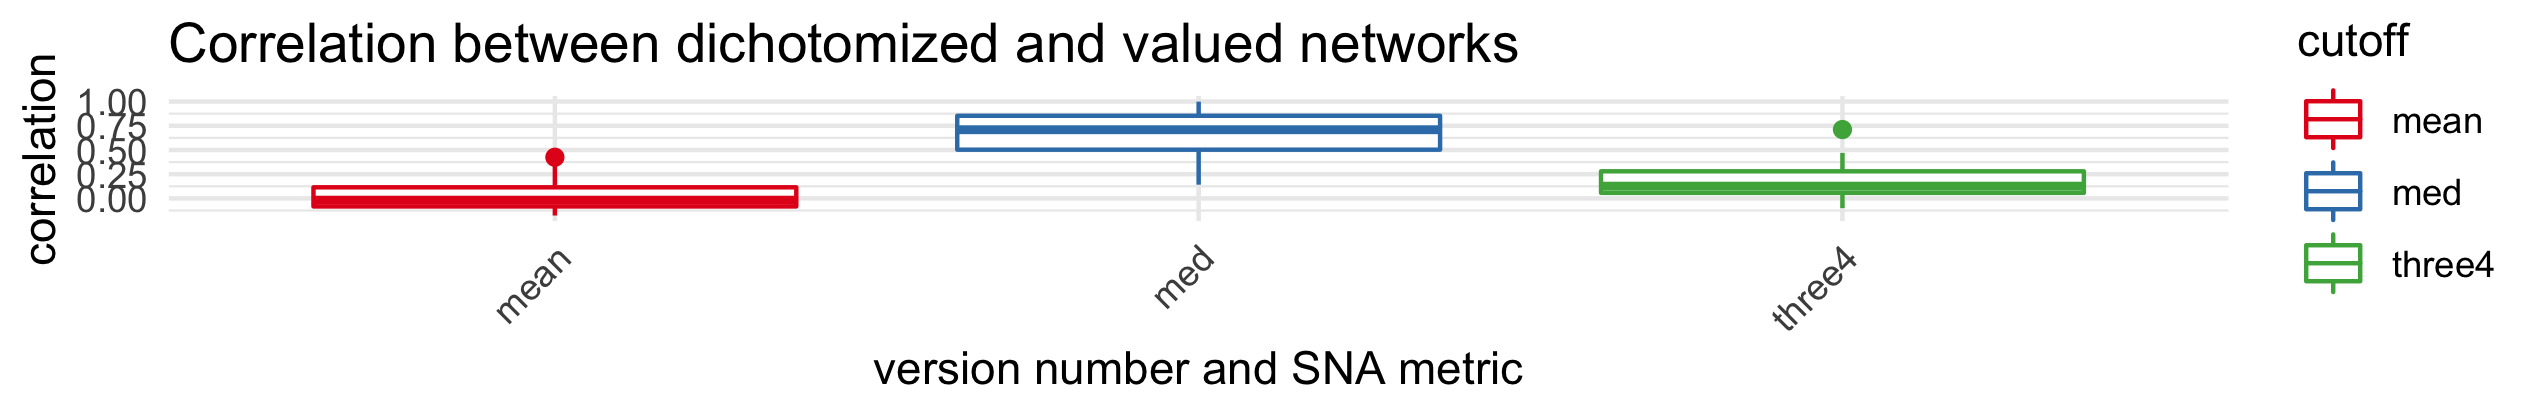 Correlation between dichotomized and valued networks
correlation
1.00
0.75
0.50
0.25
0.00
mean
med
three4
version number and SNA metric
cutoff
mean
med
three4